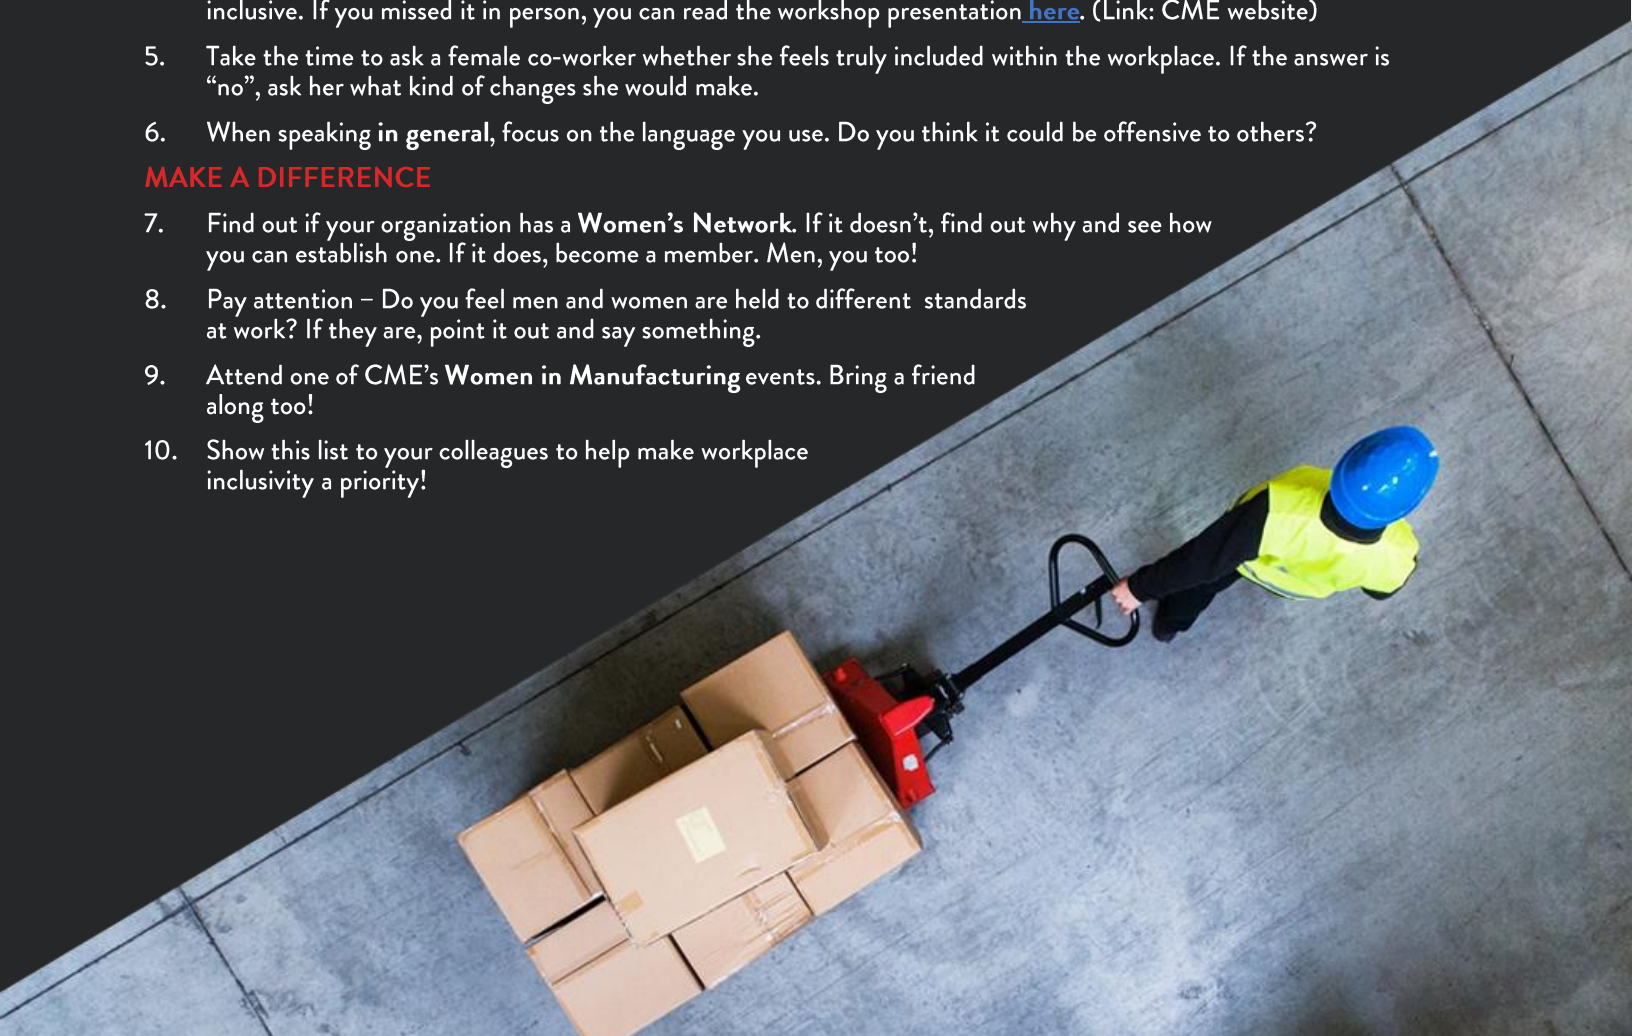 inclusive. If you missed it in person, you can read the workshop presentation here. (Link: CME website)
5. Take the time to ask a female co-worker whether she feels truly included within the workplace. If the answer is
“no”, ask her what kind of changes she would make.
6. When speaking in general, focus on the language you use. Do you think it could be offensive to others?
MAKE A DIFFERENCE
7. Find out if your organization has a Women’s Network. If it doesn’t, find out why and see how
you can establish one. If it does, become a member. Men, you too!
8. Pay attention – Do you feel men and women are held to different standards
at work? If they are, point it out and say something.
9. Attend one of CME’s Women in Manufacturing events. Bring a friend
along too!
10. Show this list to your colleagues to help make workplace
inclusivity a priority!